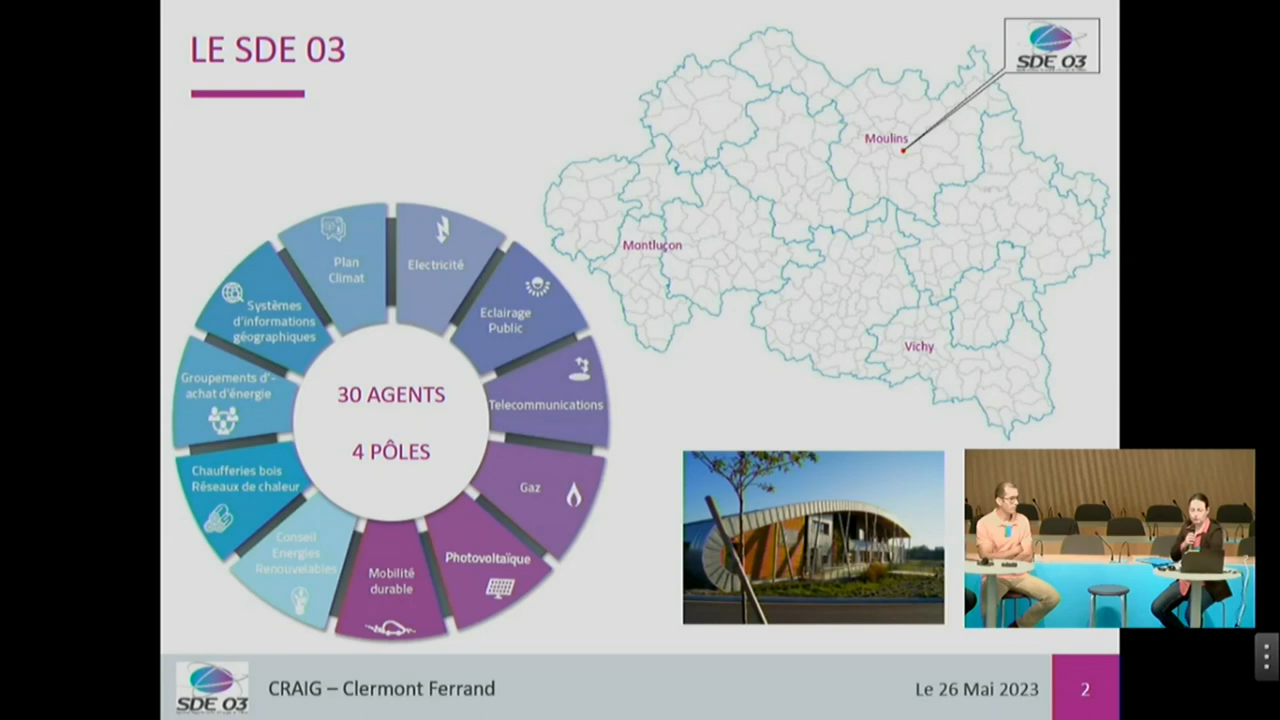 LE SDE 03
SDE 03
Moulins
Montluçon
Vichy
Plan
Climat
Electricité
Eclairage
Public
Telecommunications
Gaz
Photovoltaïque
Mobilité
durable
Conseil
Energies
Renouvelables
Chaufferies bois
Réseaux de chaleur
Groupements d'-
achat d'énergie
Systèmes
d'informations
géographiques
30 AGENTS
4 PÔLES
SDE 03
CRAIG – Clermont Ferrand
Le 26 Mai 2023
2